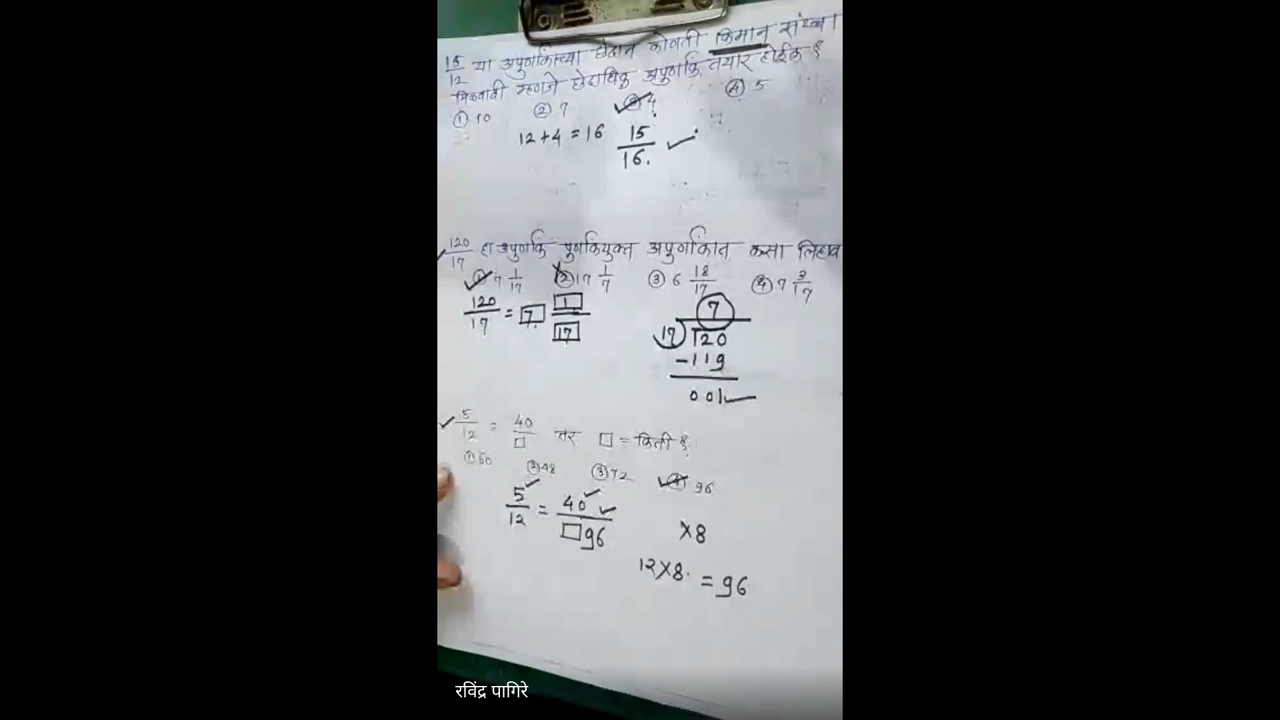 15/12 या अपुर्णांकाच्या छेदात कोणती किमान संख्या
मिळवावी म्हणजे छेदाधिक अपुर्णांक तयार होईल ?
① 10 ② 7 ③ 4 ④ 5
12+4=16 15/16.
120/17 हा अपुर्णांक पुर्णांकयुक्त अपुर्णांकात कसा लिहाव
① 7 1/17 ② 17 1/7 ③ 6 18/17 ④ 7 3/17
120/17 = 7 1/17
7
17 120
-119
001
5/12 = 40/□ तर □ = किती ?
① 60 ② 48 ③ 72 ④ 96
5/12 = 40/□96
×8
12×8 = 96
रविंद्र पागिरे